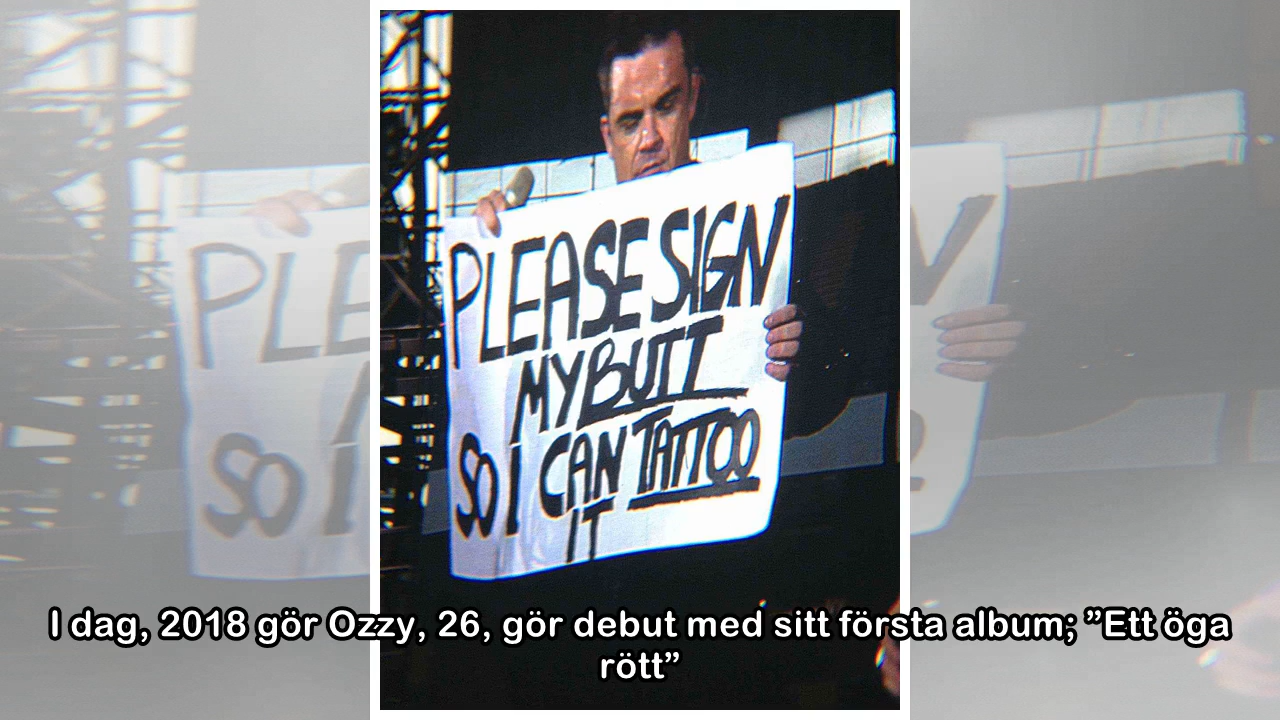 PLEASE SIGN
MY BUTT
SO I CAN TATTOO
IT
I dag, 2018 gör Ozzy, 26, gör debut med sitt första album; ”Ett öga
rött”